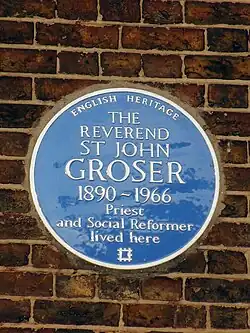 ENGLISH HERITAGE
THE
REVEREND
ST JOHN
GROSER
1890~1966
Priest
and Social Reformer
lived here